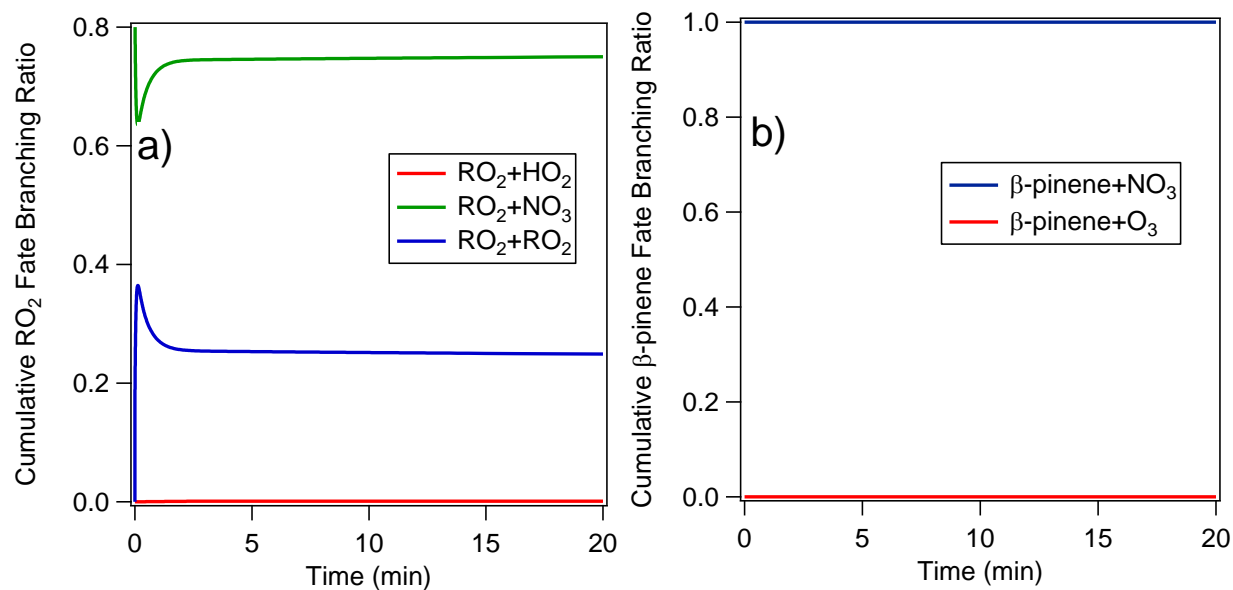 Cumulative RO2 Fate Branching Ratio
0.8
0.6
0.4
0.2
0.0
a)
RO2+HO2
RO2+NO3
RO2+RO2
0
5
10
15
20
Time (min)
Cumulative β-pinene Fate Branching Ratio
1.0
0.8
0.6
0.4
0.2
0.0
b)
β-pinene+NO3
β-pinene+O3
0
5
10
15
20
Time (min)